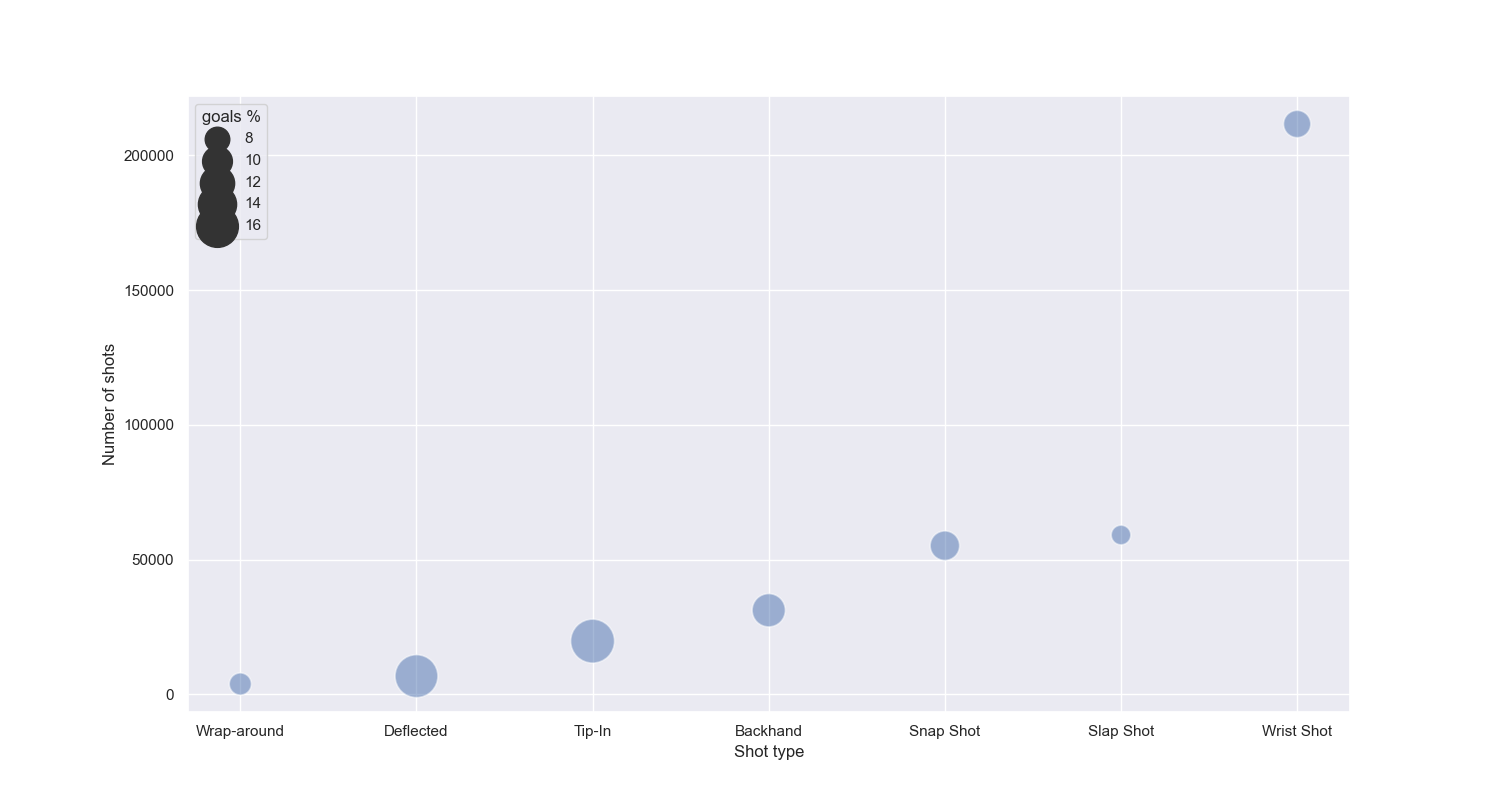 goals %
8
10
12
14
16
200000
150000
100000
50000
0
Number of shots
Wrap-around Deflected Tip-In Backhand Snap Shot Slap Shot Wrist Shot
Shot type